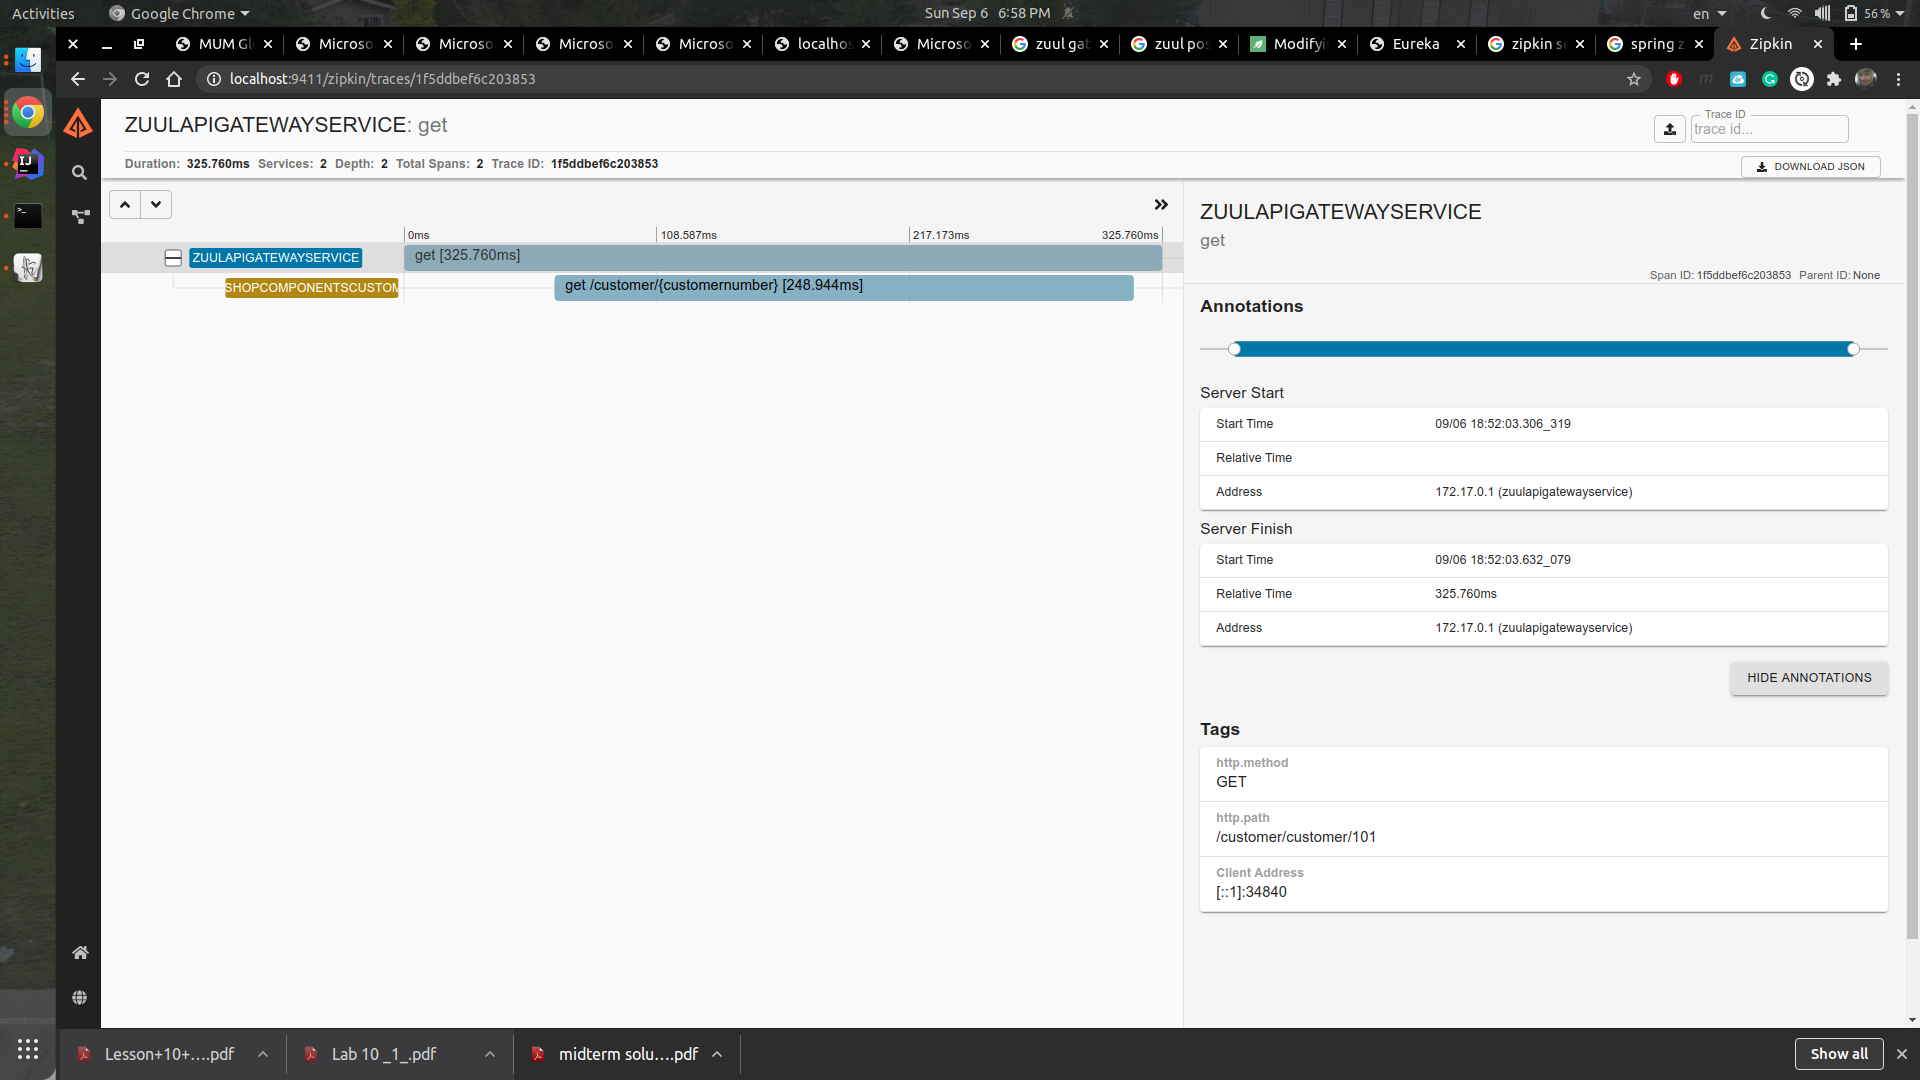 Activities
Google Chrome
Sun Sep 6 6:58 PM
en
56 %
MUM Gl
Microso
Microso
Microso
Microso
localhos
Microso
zuul gat
zuul pos
Modifyi
Eureka
zipkin se
spring z
Zipkin
localhost:9411/zipkin/traces/1f5ddbef6c203853
ZUULAPIGATEWAYSERVICE: get
Trace ID
trace id...
Duration: 325.760ms Services: 2 Depth: 2 Total Spans: 2 Trace ID: 1f5ddbef6c203853
DOWNLOAD JSON
0ms
108.587ms
217.173ms
325.760ms
ZUULAPIGATEWAYSERVICE
get [325.760ms]
SHOPCOMPONENTSCUSTOM
get /customer/{customernumber} [248.944ms]
ZUULAPIGATEWAYSERVICE
get
Span ID: 1f5ddbef6c203853 Parent ID: None
Annotations
Server Start
Start Time 09/06 18:52:03.306_319
Relative Time
Address 172.17.0.1 (zuulapigatewayservice)
Server Finish
Start Time 09/06 18:52:03.632_079
Relative Time 325.760ms
Address 172.17.0.1 (zuulapigatewayservice)
HIDE ANNOTATIONS
Tags
http.method
GET
http.path
/customer/customer/101
Client Address
[::1]:34840
Lesson+10+....pdf
Lab 10 _1_.pdf
midterm solu....pdf
Show all